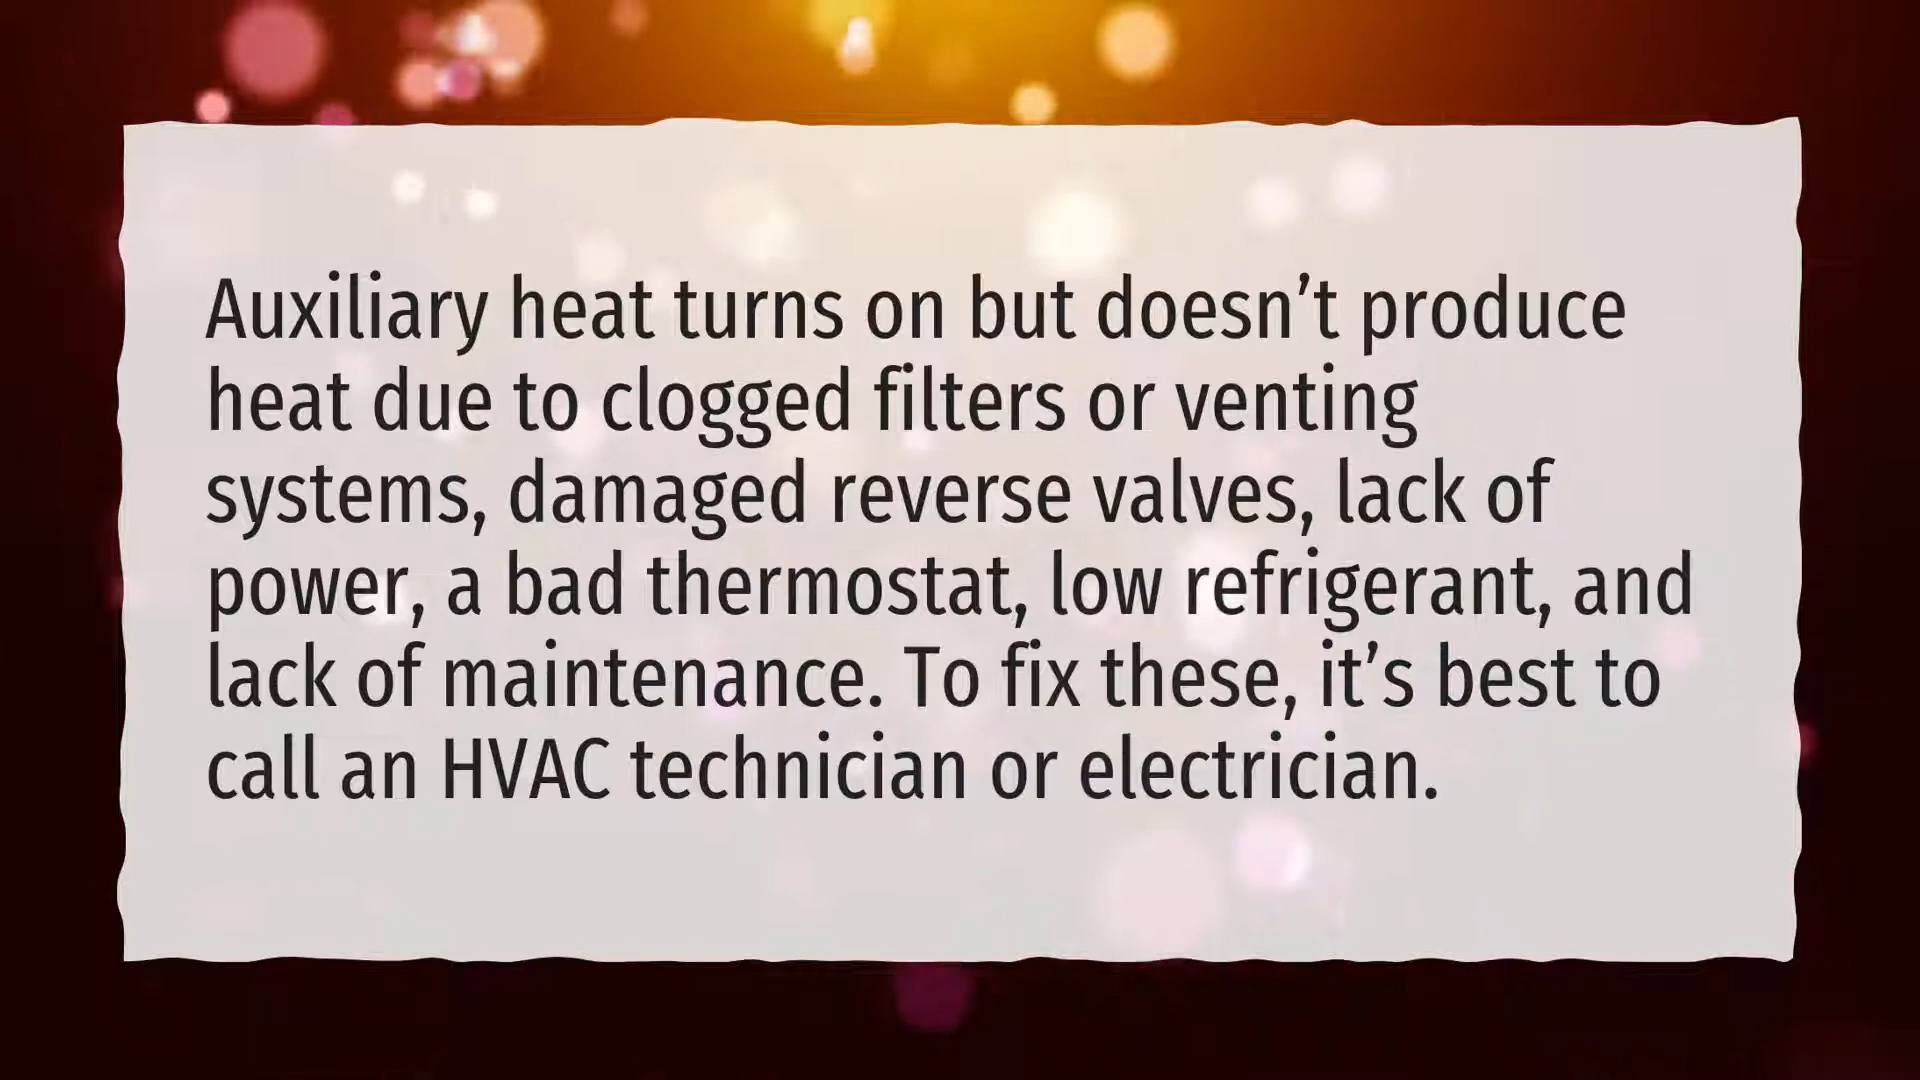 Auxiliary heat turns on but doesn’t produce
heat due to clogged filters or venting
systems, damaged reverse valves, lack of
power, a bad thermostat, low refrigerant, and
lack of maintenance. To fix these, it’s best to
call an HVAC technician or electrician.